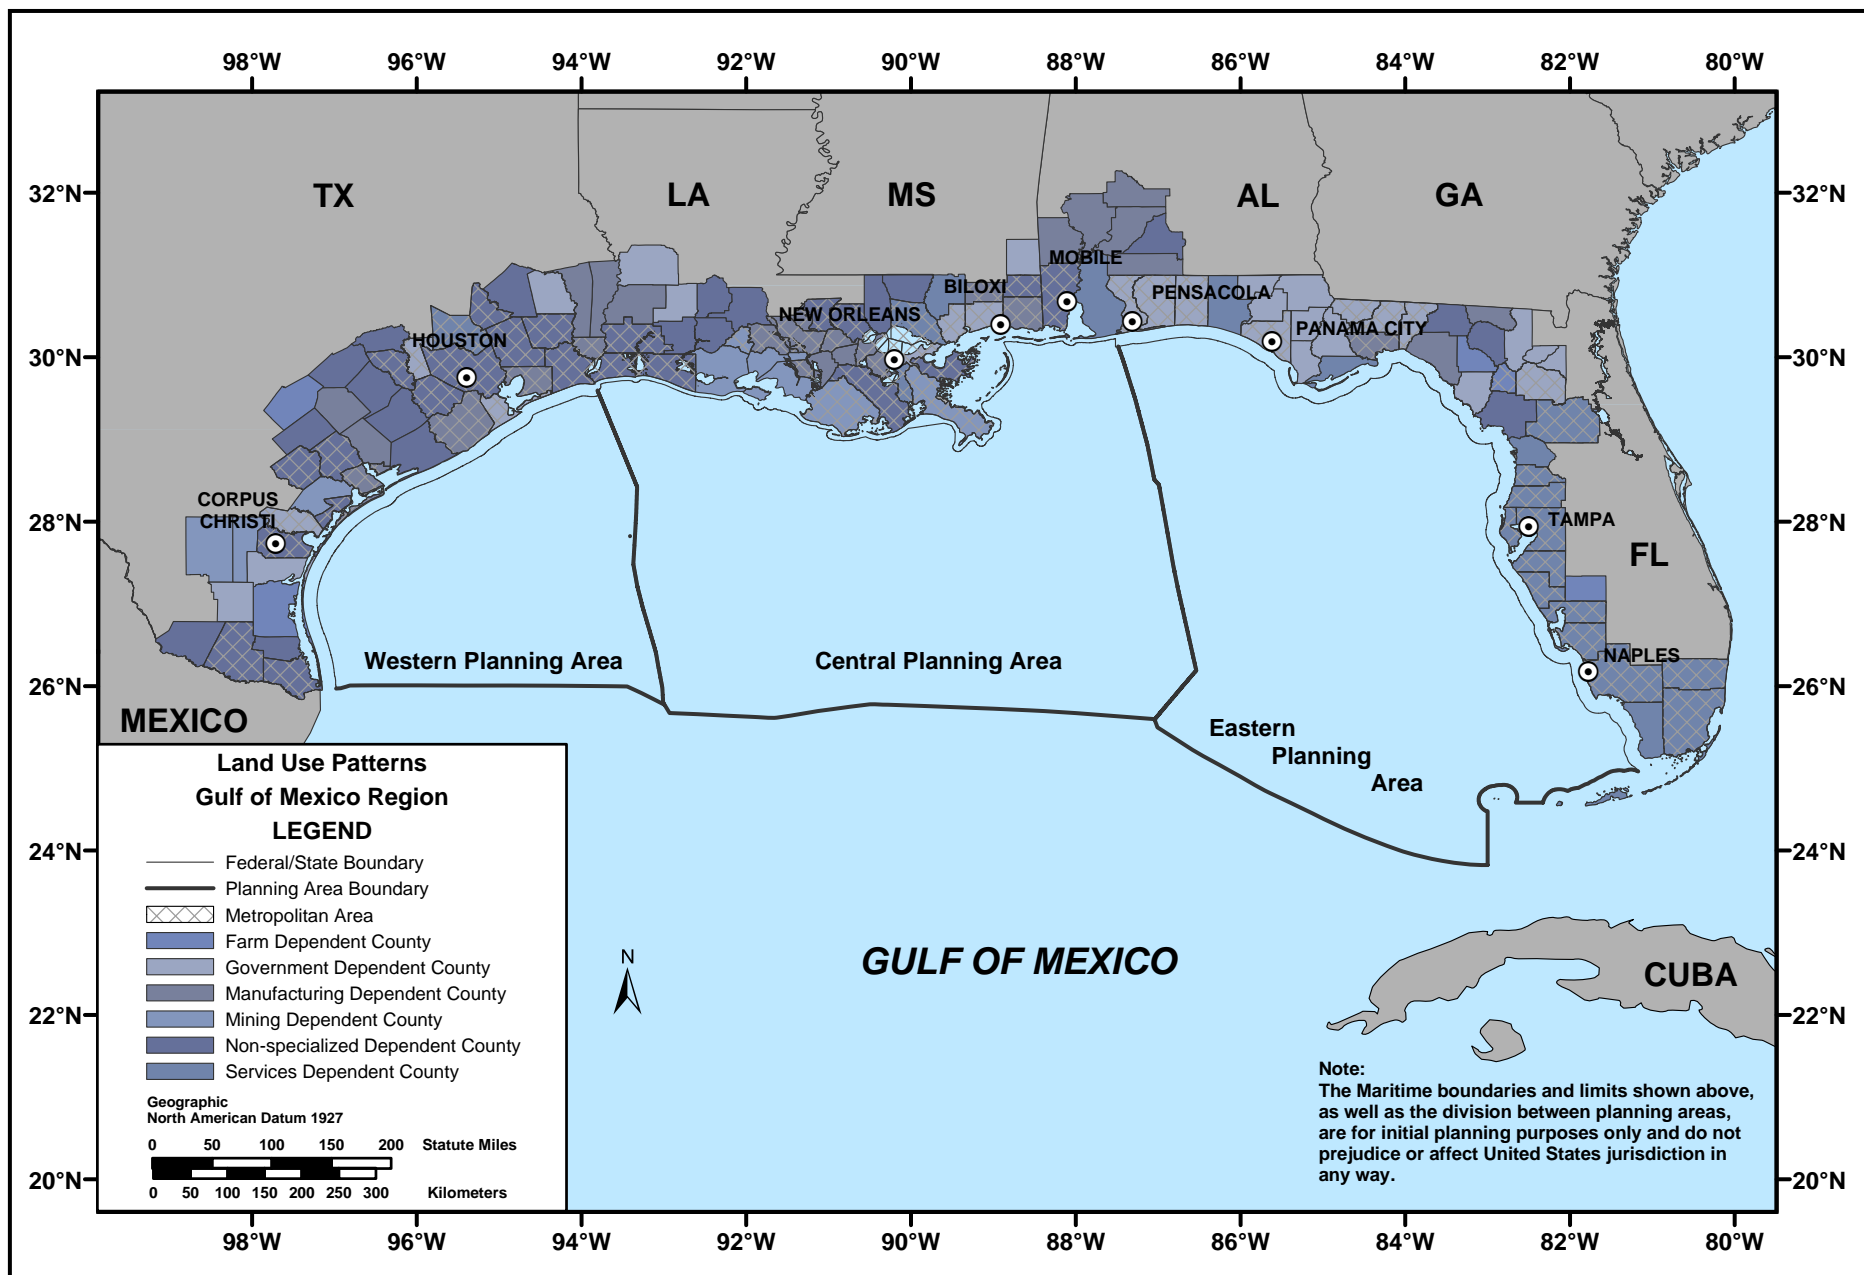 98°W 96°W 94°W 92°W 90°W 88°W 86°W 84°W 82°W 80°W
32°N TX LA MS AL GA 32°N
MOBILE
BILIOXI PENSACOLA
NEW ORLEANS
HOUSTON PANAMA CITY
30°N 30°N
CORPUS
CHRISTI
28°N TAMPA 28°N
FL
NAPLES
Western Planning Area Central Planning Area
26°N 26°N
MEXICO
Eastern
Planning
Area
Land Use Patterns
Gulf of Mexico Region
LEGEND
Federal/State Boundary
Planning Area Boundary
Metropolitan Area
Farm Dependent County
Government Dependent County
Manufacturing Dependent County
Mining Dependent County
Non-specialized Dependent County
Services Dependent County
Geographic
North American Datum 1927
0 50 100 150 200 Statute Miles
0 50 100 150 200 250 300 Kilometers
24°N 24°N
N
GULF OF MEXICO
CUBA
22°N 22°N
Note:
The Maritime boundaries and limits shown above,
as well as the division between planning areas,
are for initial planning purposes only and do not
prejudice or affect United States jurisdiction in
any way.
20°N 20°N
98°W 96°W 94°W 92°W 90°W 88°W 86°W 84°W 82°W 80°W